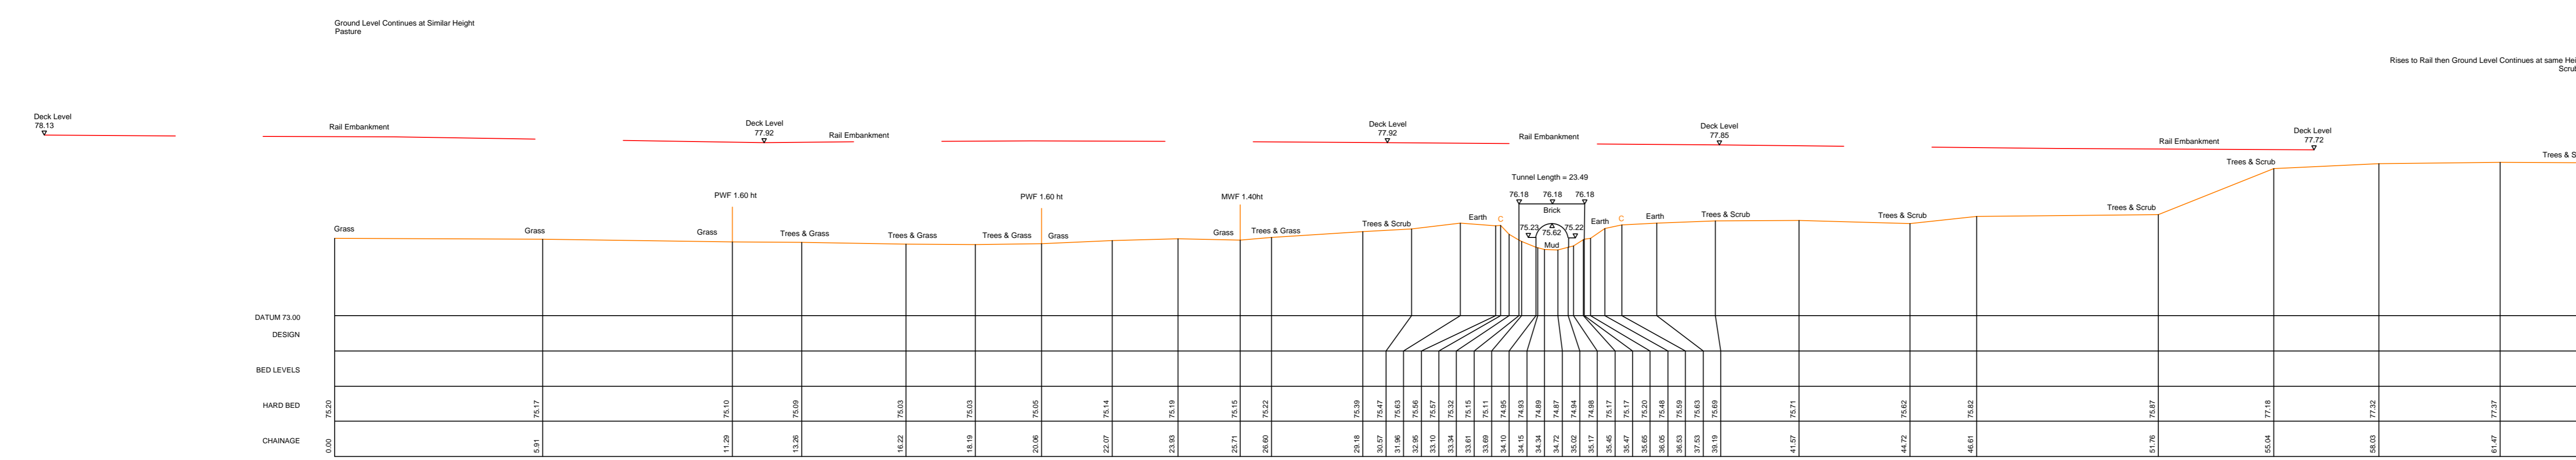 Ground Level Continues at Similar Height
Pasture
Rises to Rail then Ground Level Continues at same Hei
Scrub
Deck Level
78.13
Rail Embankment
Deck Level
77.92
Rail Embankment
Deck Level
77.92
Rail Embankment
Deck Level
77.85
Rail Embankment
Deck Level
77.72
Trees & Scrub
Trees & S
Tunnel Length = 23.49
PWF 1.60 ht
PWF 1.60 ht
MWF 1.40ht
76.18 76.18 76.18
Brick
Grass
Grass
Grass
Trees & Grass
Trees & Grass
Trees & Grass
Grass
Grass
Trees & Grass
Trees & Scrub
Earth
C
75.23
75.62
75.22
Mud
Earth
C
Earth
Trees & Scrub
Trees & Scrub
Trees & Scrub
DATUM 73.00
DESIGN
BED LEVELS
HARD BED 75.20 75.17 75.10 75.09 75.03 75.03 75.05 75.14 75.19 75.15 75.22 75.39 75.47 75.63 75.56 75.57 75.32 75.15 75.11 74.95 74.93 74.89 74.87 74.94 74.98 75.17 75.17 75.20 75.48 75.59 75.63 75.69 75.71 75.62 75.82 75.87 77.18 77.32 77.37
CHAINAGE 0.00 5.91 11.29 13.26 16.22 18.19 20.06 22.07 23.93 25.71 26.60 29.18 30.57 31.96 32.95 33.10 33.34 33.61 33.69 34.10 34.15 34.34 34.72 35.02 35.17 35.45 35.47 35.65 36.05 36.53 37.53 39.19 41.57 44.72 46.61 51.76 55.04 58.03 61.47